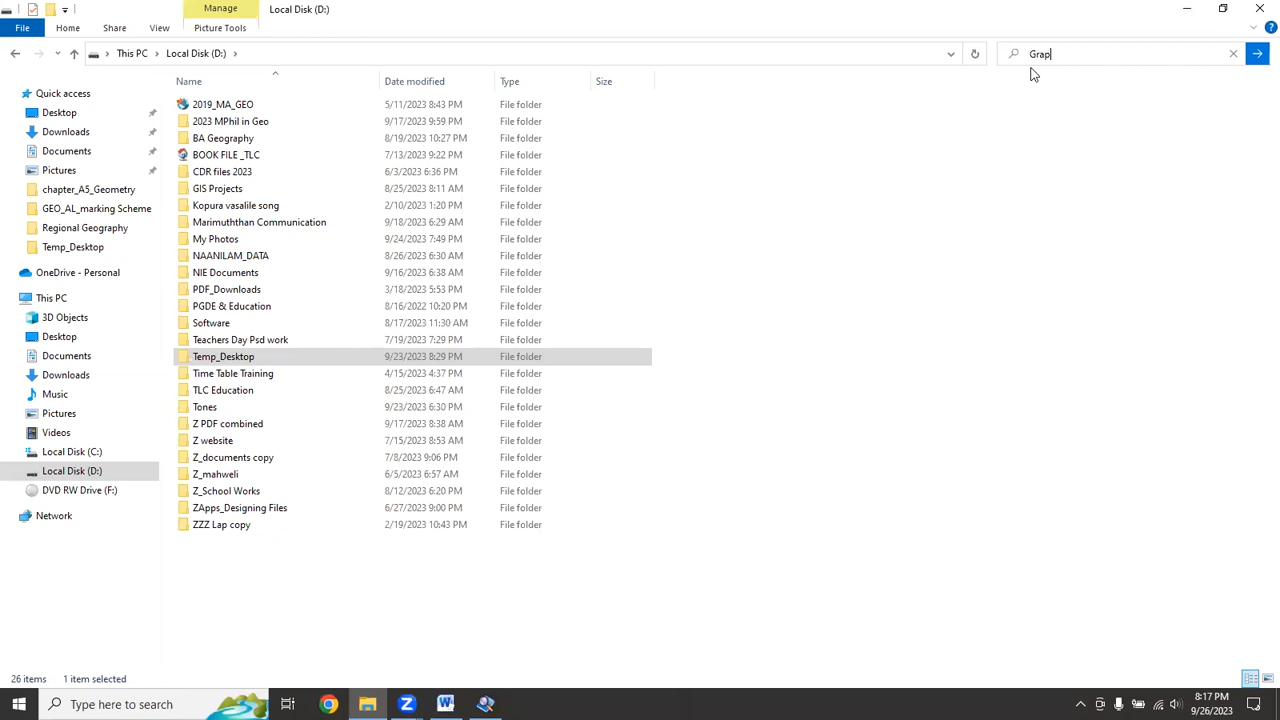 Manage
Local Disk (D:)
File
Home
Share
View
Picture Tools
This PC
Local Disk (D:)
Grap
Name
Date modified
Type
Size
Quick access
Desktop
Downloads
Documents
Pictures
chapter_A5_Geometry
GEO_AL_marking Scheme
Regional Geography
Temp_Desktop
OneDrive - Personal
This PC
3D Objects
Desktop
Documents
Downloads
Music
Pictures
Videos
Local Disk (C:)
Local Disk (D:)
DVD RW Drive (F:)
Network
2019_MA_GEO 5/11/2023 8:43 PM File folder
2023 MPhil in Geo 9/17/2023 9:59 PM File folder
BA Geography 8/19/2023 10:27 PM File folder
BOOK FILE _TLC 7/13/2023 9:22 PM File folder
CDR files 2023 6/3/2023 6:36 PM File folder
GIS Projects 8/25/2023 8:11 AM File folder
Kopura vasalile song 2/10/2023 1:20 PM File folder
Marimuththan Communication 9/18/2023 6:29 AM File folder
My Photos 9/24/2023 7:49 PM File folder
NAANILAM_DATA 8/26/2023 6:30 AM File folder
NIE Documents 9/16/2023 6:38 AM File folder
PDF_Downloads 3/18/2023 5:53 PM File folder
PGDE & Education 8/16/2022 10:20 PM File folder
Software 8/17/2023 11:30 AM File folder
Teachers Day Psd work 7/19/2023 7:29 PM File folder
Temp_Desktop 9/23/2023 8:29 PM File folder
Time Table Training 4/15/2023 4:37 PM File folder
TLC Education 8/25/2023 6:47 AM File folder
Tones 9/23/2023 6:30 PM File folder
Z PDF combined 9/17/2023 8:38 AM File folder
Z website 7/15/2023 8:53 AM File folder
Z_documents copy 7/8/2023 9:06 PM File folder
Z_mahweli 6/5/2023 6:57 AM File folder
Z_School Works 8/12/2023 6:20 PM File folder
ZApps_Designing Files 6/27/2023 9:00 PM File folder
ZZZ Lap copy 2/19/2023 10:43 PM File folder
26 items
1 item selected
Type here to search
8:17 PM
9/26/2023